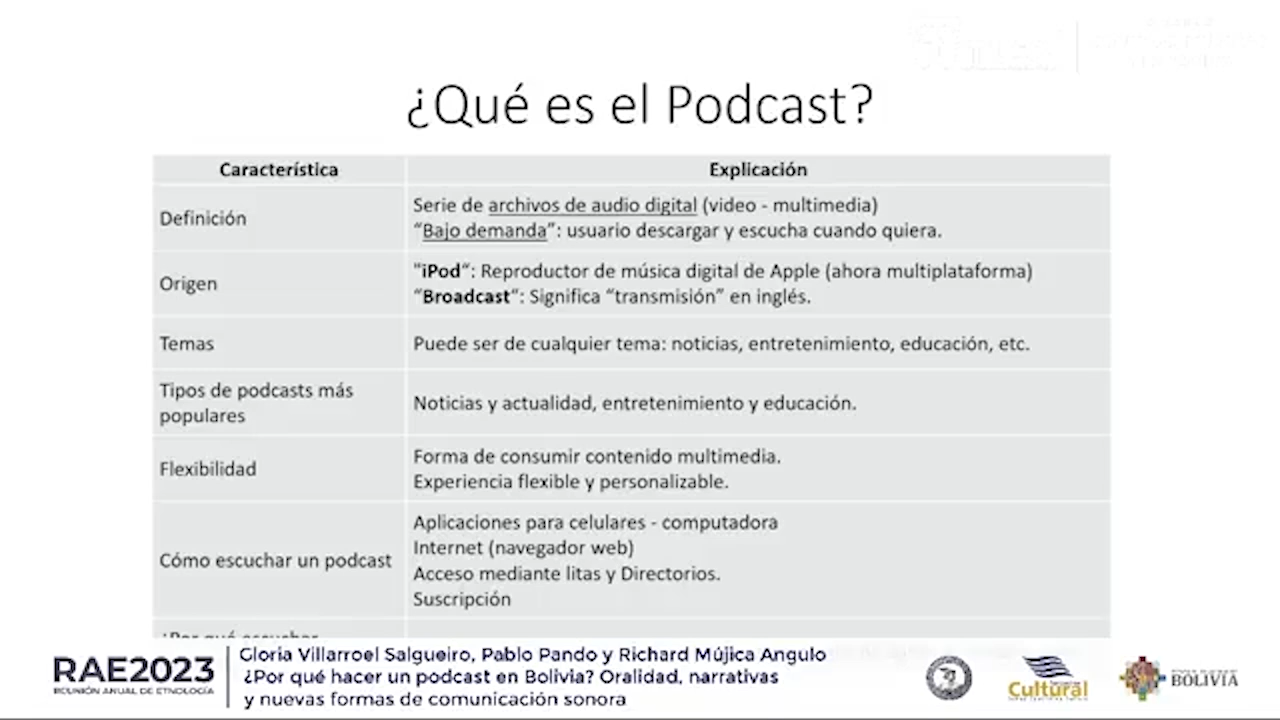 ¿Qué es el Podcast?
Característica
Explicación
Definición
Serie de archivos de audio digital (video - multimedia)
“Bajo demanda”: usuario descargar y escucha cuando quiera.
Origen
"iPod“: Reproductor de música digital de Apple (ahora multiplataforma)
“Broadcast“: Significa “transmisión” en inglés.
Temas
Puede ser de cualquier tema: noticias, entretenimiento, educación, etc.
Tipos de podcasts más
populares
Noticias y actualidad, entretenimiento y educación.
Flexibilidad
Forma de consumir contenido multimedia.
Experiencia flexible y personalizable.
Cómo escuchar un podcast
Aplicaciones para celulares - computadora
Internet (navegador web)
Acceso mediante litas y Directorios.
Suscripción
¿Por qué escuchar
RAE2023
REUNIÓN ANUAL DE ETNOLOGÍA
Gloria Villarroel Salgueiro, Pablo Pando y Richard Mújica Angulo
¿Por qué hacer un podcast en Bolivia? Oralidad, narrativas
y nuevas formas de comunicación sonora
Cultural
BOLIVIA